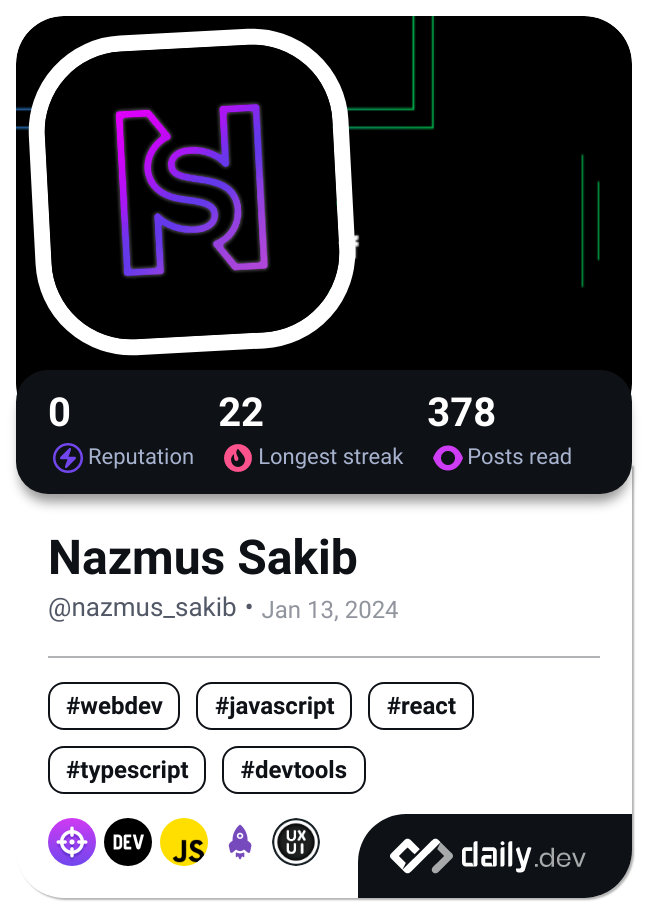 0 22 378
Reputation Longest streak Posts read
Nazmus Sakib
@nazmus_sakib • Jan 13, 2024
#webdev #javascript #react
#typescript #devtools
DEV JS UX UI
daily.dev